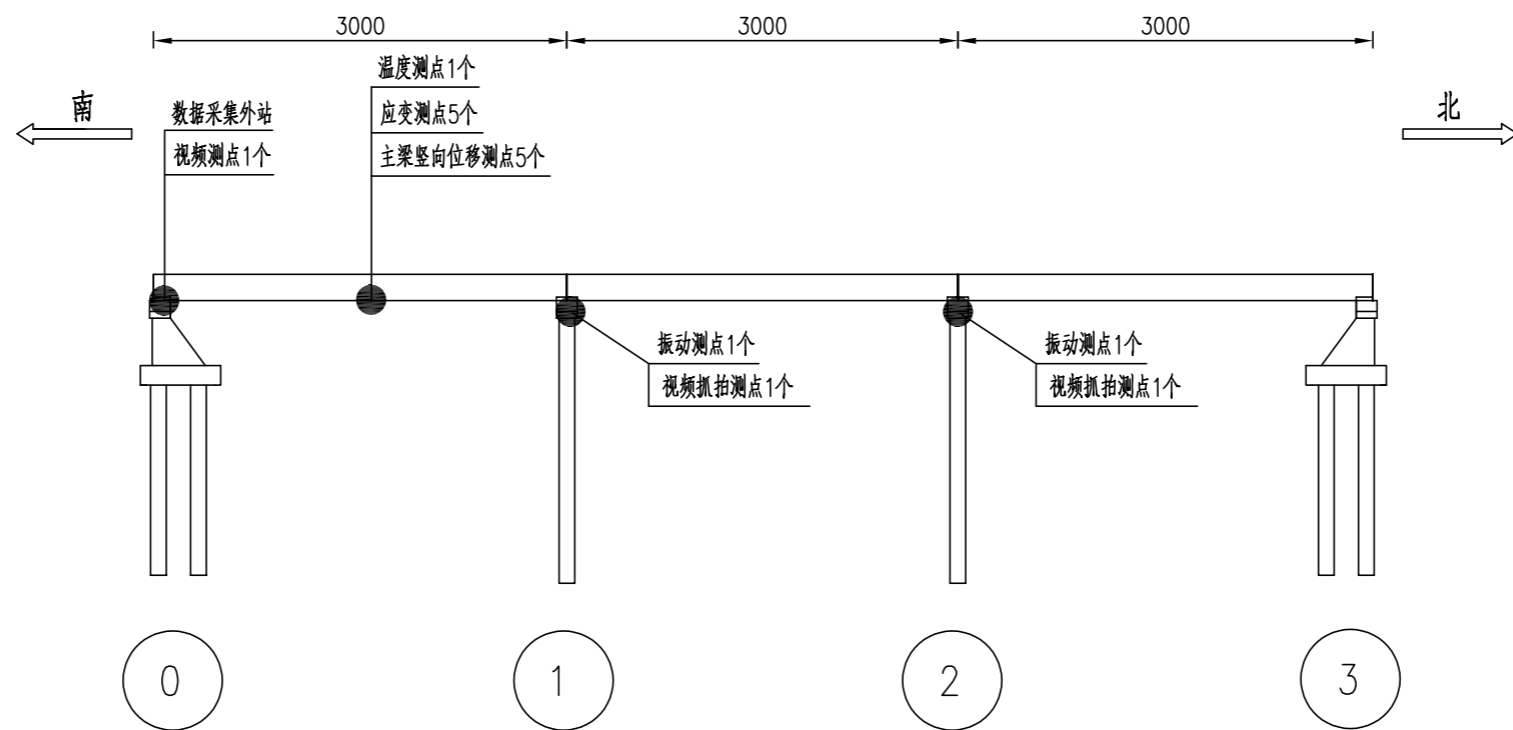 3000
3000
3000
温度测点1个
南
数据采集外站
应变测点5个
北
视频测点1个
主梁竖向位移测点5个
振动测点1个
振动测点1个
视频抓拍测点1个
视频抓拍测点1个
0
1
2
3